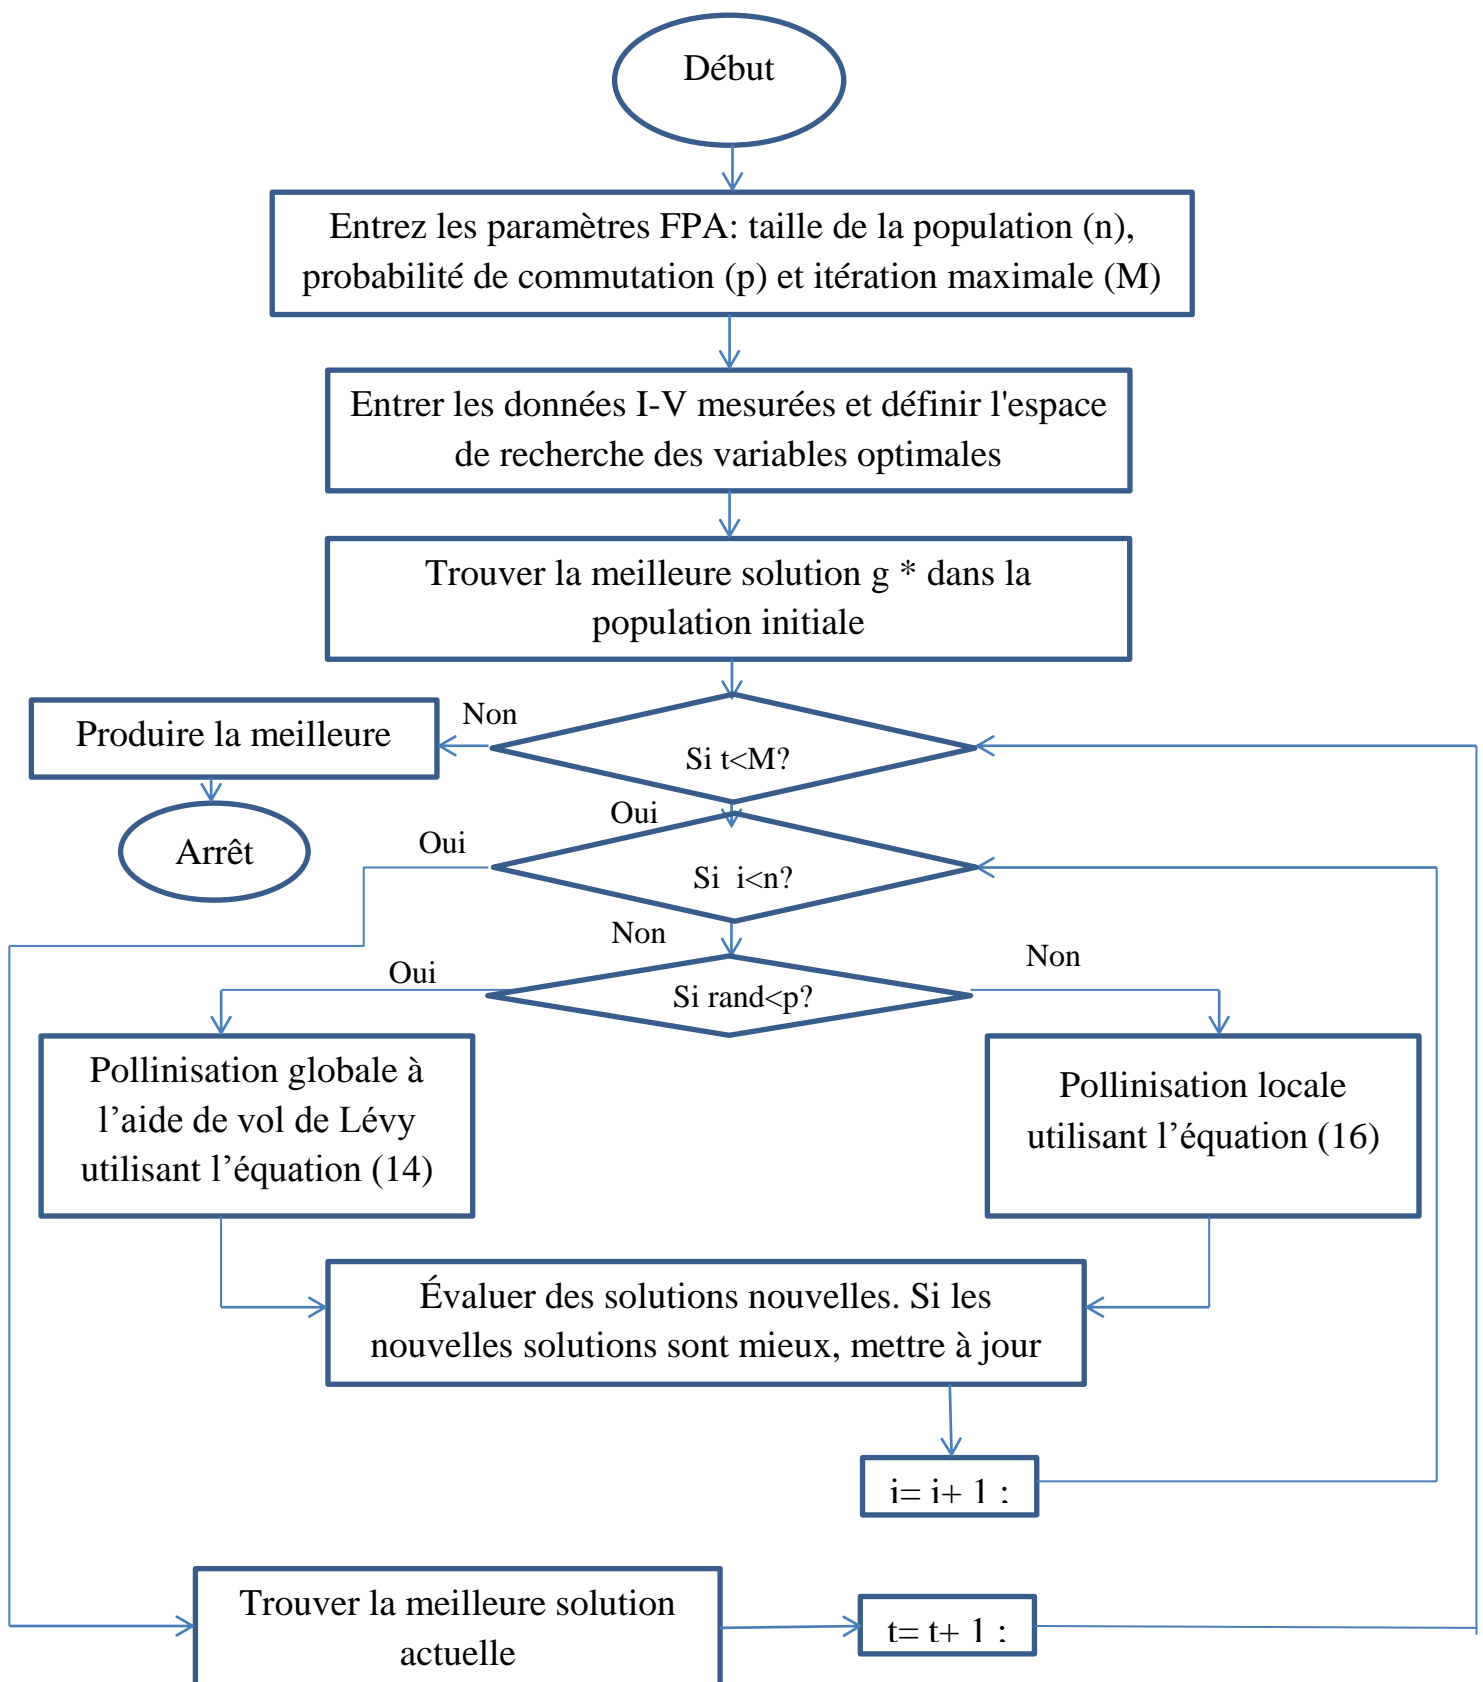 Début
Entrez les paramètres FPA: taille de la population (n),
probabilité de commutation (p) et itération maximale (M)
Entrer les données I-V mesurées et définir l'espace
de recherche des variables optimales
Trouver la meilleure solution g * dans la
population initiale
Non
Produire la meilleure
Si t<M?
Oui
Arrêt
Oui
Si i<n?
Non
Oui
Si rand<p?
Non
Pollinisation globale à
l’aide de vol de Lévy
utilisant l’équation (14)
Pollinisation locale
utilisant l’équation (16)
Évaluer des solutions nouvelles. Si les
nouvelles solutions sont mieux, mettre à jour
i= i+ 1 ;
Trouver la meilleure solution
actuelle
t= t+ 1 ;